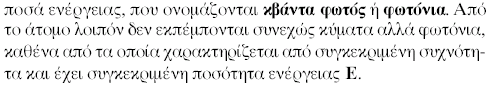 ποσά ενέργειας, που ονομάζονται κβάντα φωτός ή φωτόνια. Από
το άτομο λοιπόν δεν εκπέμπονται συνεχώς κύματα αλλά φωτόνια,
καθένα από τα οποία χαρακτηρίζεται από συγκεκριμένη συχνότη-
τα και έχει συγκεκριμένη ποσότητα ενέργειας Ε.